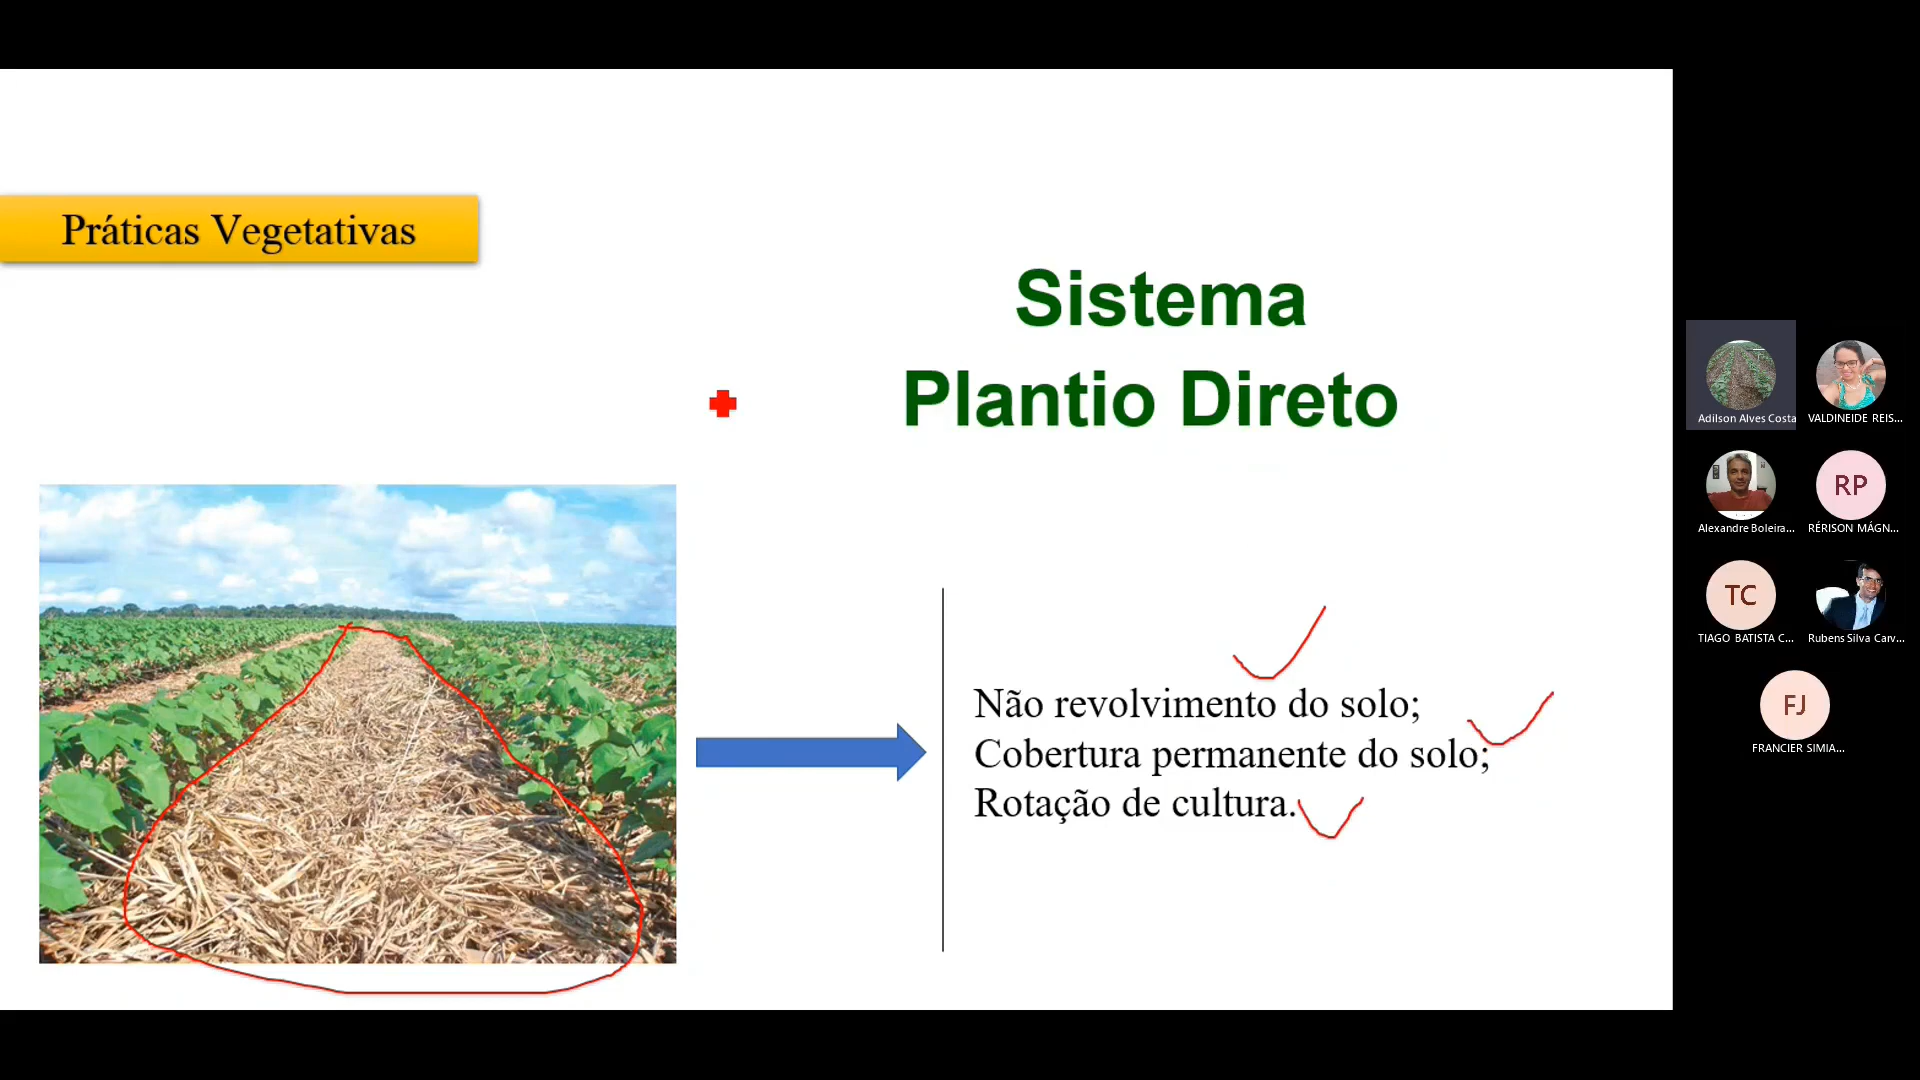 Práticas Vegetativas
Sistema
Plantio Direto
Não revolvimento do solo;
Cobertura permanente do solo;
Rotação de cultura.
Adilson Alves Costa
VALDINEIDE REIS...
Alexandre Boleira...
RP
RÉRISON MÁGN...
TC
TIAGO BATISTA C...
Rubens Silva Carv...
FJ
FRANCIER SIMIA...